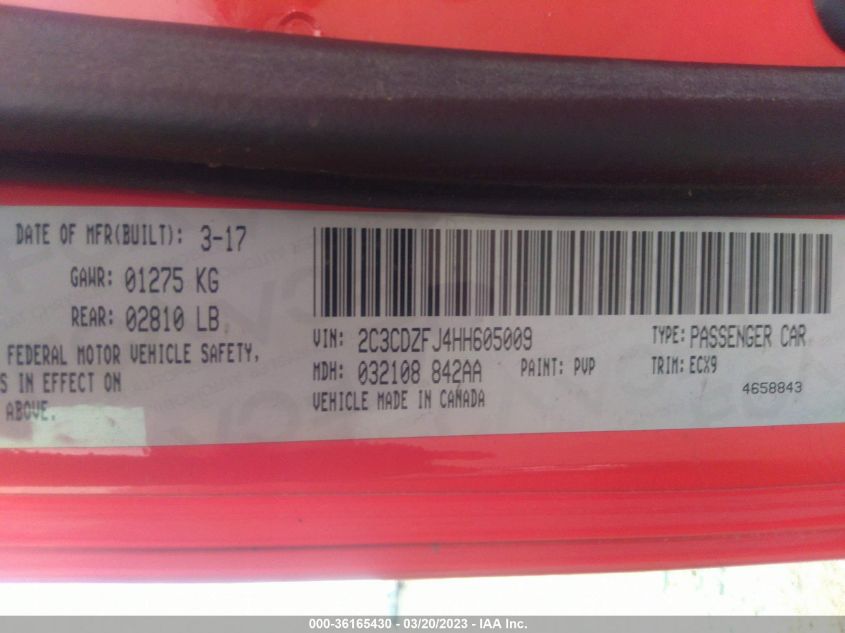 DATE OF MFR(BUILT): 3-17
GAWR: 01275 KG
REAR: 02810 LB
FEDERAL MOTOR VEHICLE SAFETY,
S IN EFFECT ON
ABOVE.
VIN: 2C3CDZFJ4HH605009 TYPE: PASSENGER CAR
MDH: 032108 842AA PAINT: PVP TRIM: ECX9
VEHICLE MADE IN CANADA 4658843
000-36165430 - 03/20/2023 - IAA Inc.